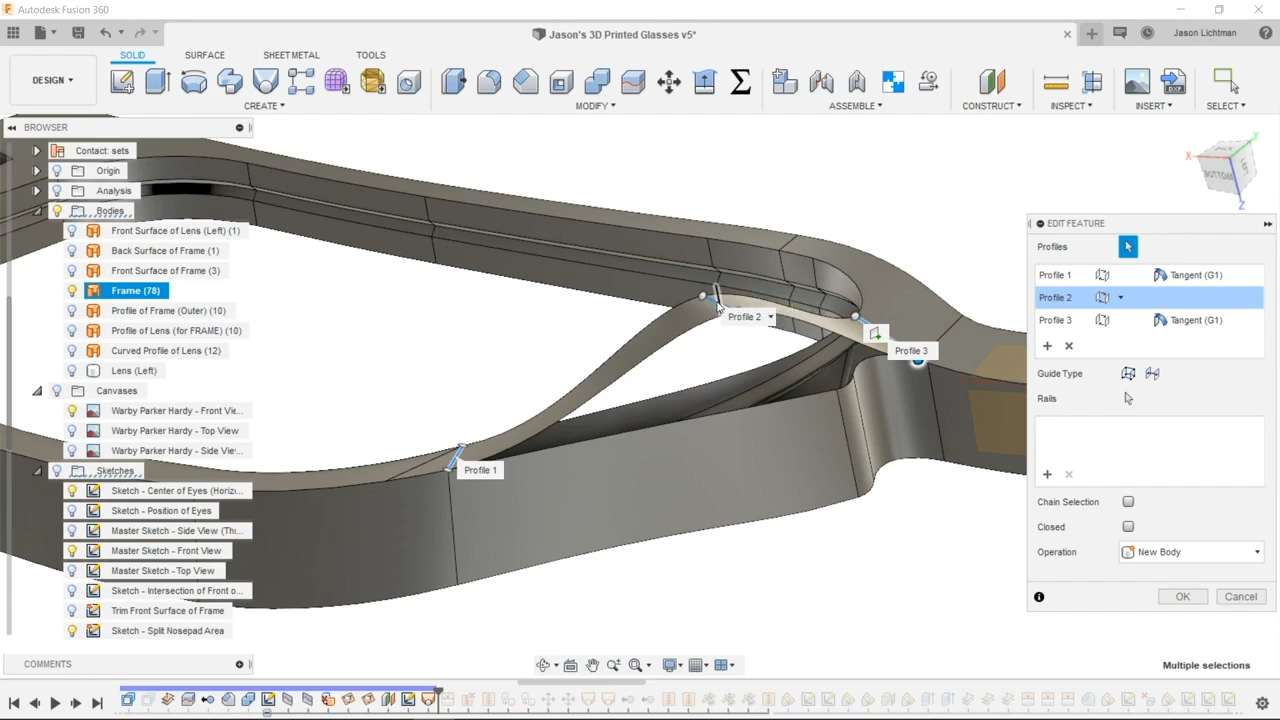 Autodesk Fusion 360
Jason's 3D Printed Glasses v5*
Jason Lichtman
DESIGN
SOLID
SURFACE
SHEET METAL
TOOLS
CREATE
MODIFY
ASSEMBLE
CONSTRUCT
INSPECT
INSERT
SELECT
BROWSER
Contact: sets
Origin
Analysis
Bodies
Front Surface of Lens (Left) (1)
Back Surface of Frame (1)
Front Surface of Frame (3)
Frame (78)
Profile of Frame (Outer) (10)
Profile of Lens (for FRAME) (10)
Curved Profile of Lens (12)
Lens (Left)
Canvases
Warby Parker Hardy - Front Vie...
Warby Parker Hardy - Top View
Warby Parker Hardy - Side View...
Sketches
Sketch - Center of Eyes (Horizo...
Sketch - Position of Eyes
Master Sketch - Side View (Thr...
Master Sketch - Front View
Master Sketch - Top View
Sketch - Intersection of Front o...
Trim Front Surface of Frame
Sketch - Split Nosepad Area
COMMENTS
Profile 1
Profile 2
Profile 3
BOTTOM
LEFT
X
Y
Z
EDIT FEATURE
Profiles
Profile 1 Tangent (G1)
Profile 2
Profile 3 Tangent (G1)
Guide Type
Rails
Chain Selection
Closed
Operation New Body
OK Cancel
Multiple selections